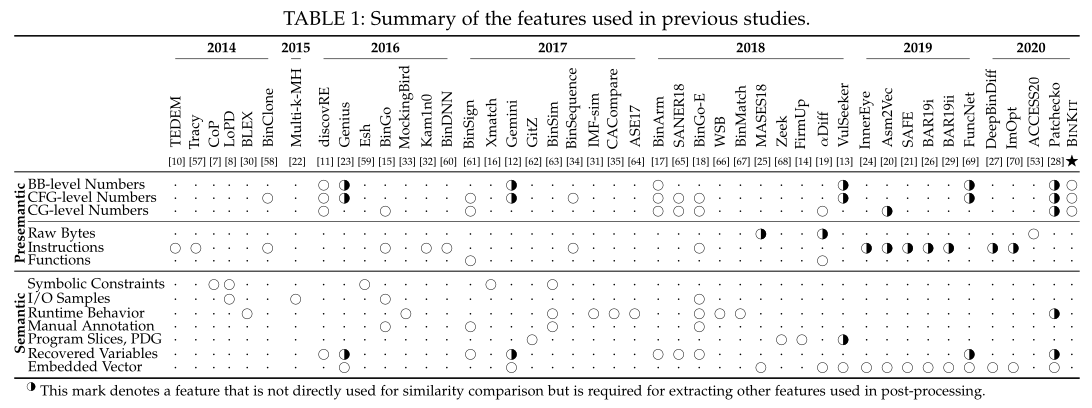 TABLE 1: Summary of the features used in previous studies.
2014 2015 2016 2017 2018 2019 2020
TEDEM Tracy CoP LoPD BLEX BinClone Multi-k-MH discovRE Genius Esh BinGo MockingBird Kam1n0 BinDNN BinSign Xmatch Gemini GitZ BinSim BinSequence IMF-sim CACompare ASE17 BinArm SANER18 BinGo-E WSB BinMatch MASES18 Zeek FirmUp αDiff VulSeeker InnerEye Asm2Vec SAFE BAR19i BAR19ii FuncNet DeepBinDiff InOpt ACCESS20 Patchecko BINKIT
[10] [57] [7] [8] [30] [58] [22] [11] [23] [59] [15] [33] [32] [60] [61] [16] [12] [62] [63] [34] [31] [35] [64] [17] [65] [18] [66] [67] [25] [68] [14] [19] [13] [24] [20] [21] [26] [29] [69] [27] [70] [53] [28] ★
Presemantic
BB-level Numbers
CFG-level Numbers
CG-level Numbers
Raw Bytes
Instructions
Functions
Semantic
Symbolic Constraints
I/O Samples
Runtime Behavior
Manual Annotation
Program Slices, PDG
Recovered Variables
Embedded Vector
◑ This mark denotes a feature that is not directly used for similarity comparison but is required for extracting other features used in post-processing.